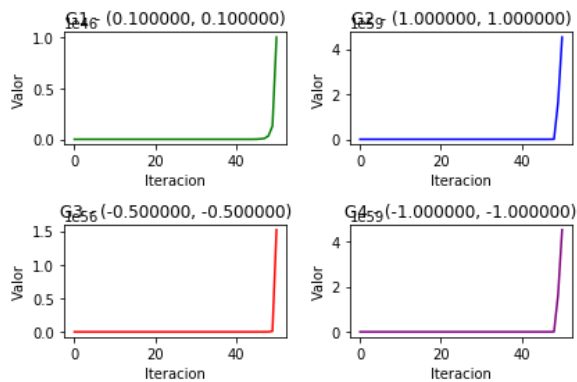 G1 - (0.100000, 0.100000)
1e46
1.0
0.5
0.0
Valor
0 20 40
Iteracion
G2 - (1.000000, 1.000000)
1e59
4
2
0
Valor
0 20 40
Iteracion
G3 - (-0.500000, -0.500000)
1e56
1.5
1.0
0.5
0.0
Valor
0 20 40
Iteracion
G4 - (-1.000000, -1.000000)
1e59
4
2
0
Valor
0 20 40
Iteracion